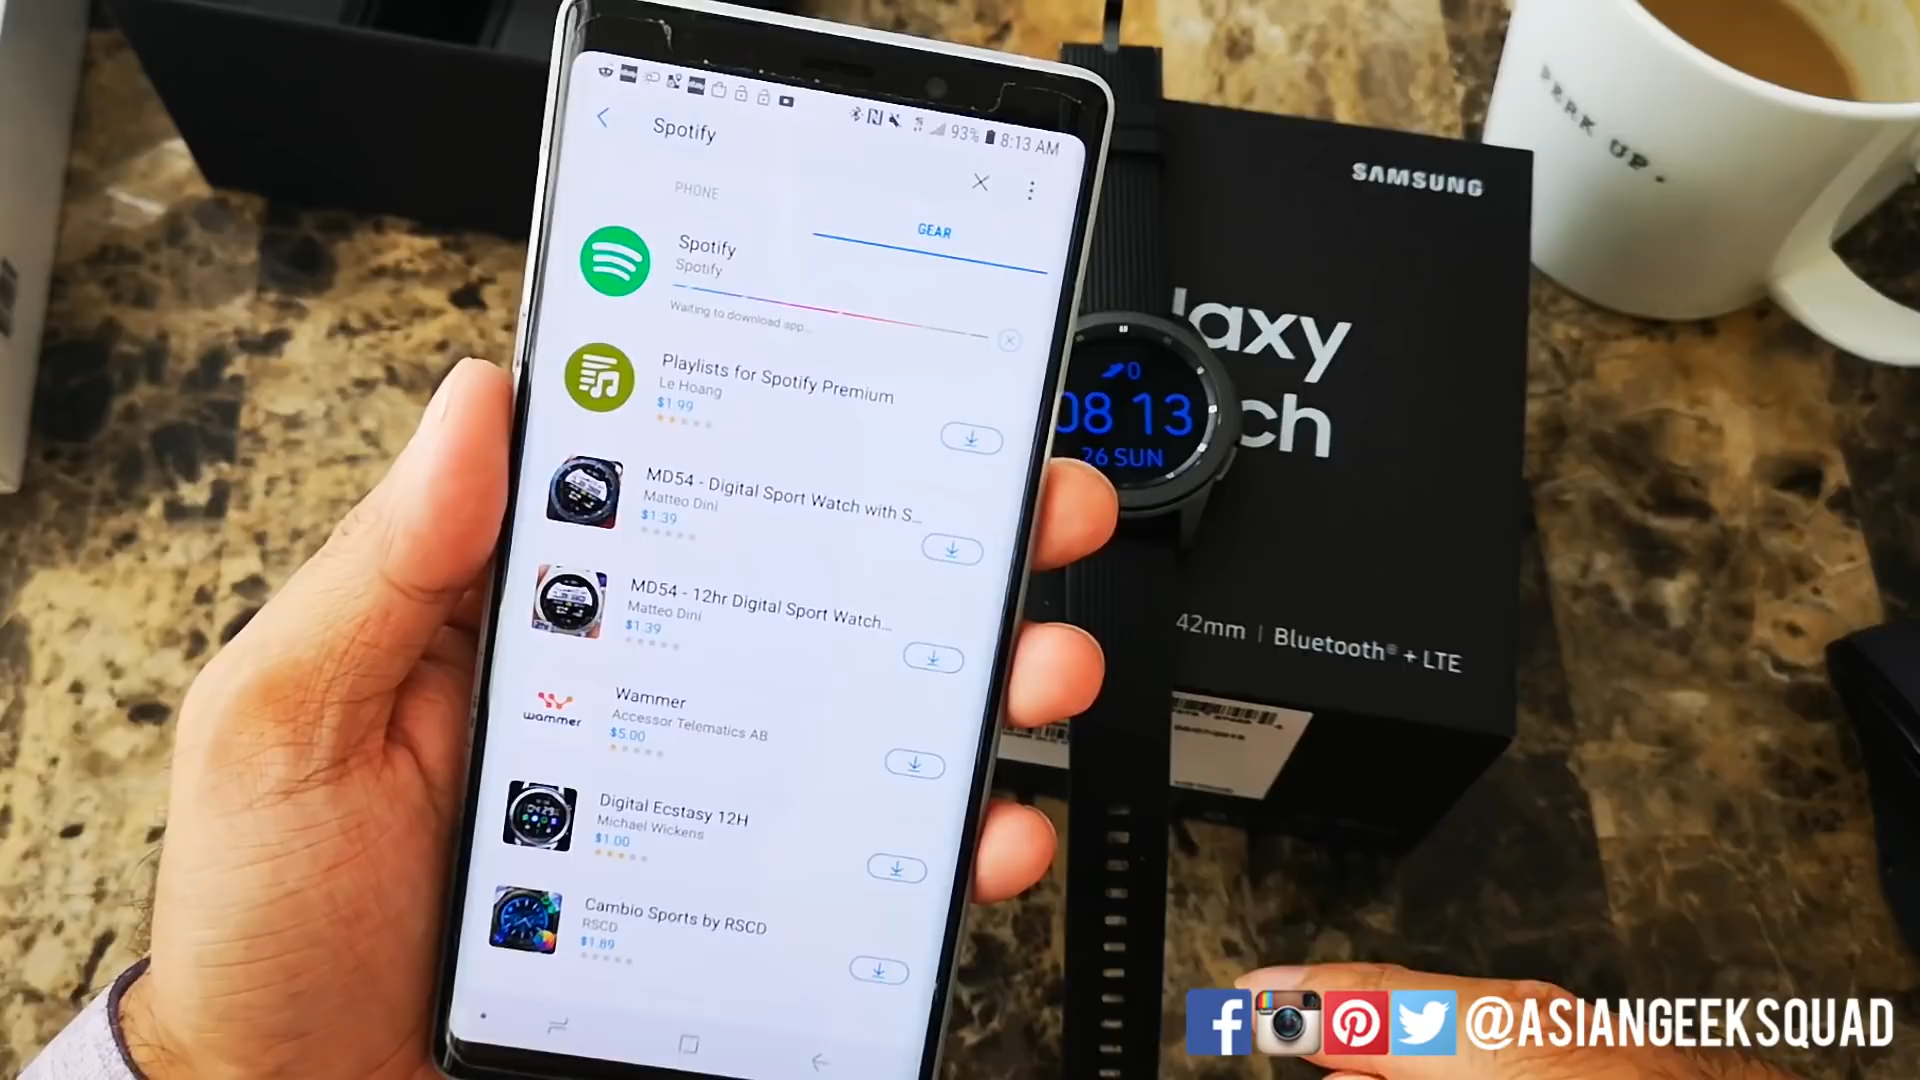 93% 8:13 AM
Spotify
PHONE
GEAR
Spotify
Spotify
Waiting to download app...
Playlists for Spotify Premium
Le Hoang
$1.99
MD54 - Digital Sport Watch with S...
Matteo Dini
$1.39
MD54 - 12hr Digital Sport Watch...
Matteo Dini
$1.39
wammer
Wammer
Accessor Telematics AB
$5.00
Digital Ecstasy 12H
Michael Wickens
$1.00
Cambio Sports by RSCD
RSCD
$1.89
0
08 13
26 SUN
SAMSUNG
laxy
ch
42mm | Bluetooth® + LTE
PERK UP.
@ASIANGEEKSQUAD